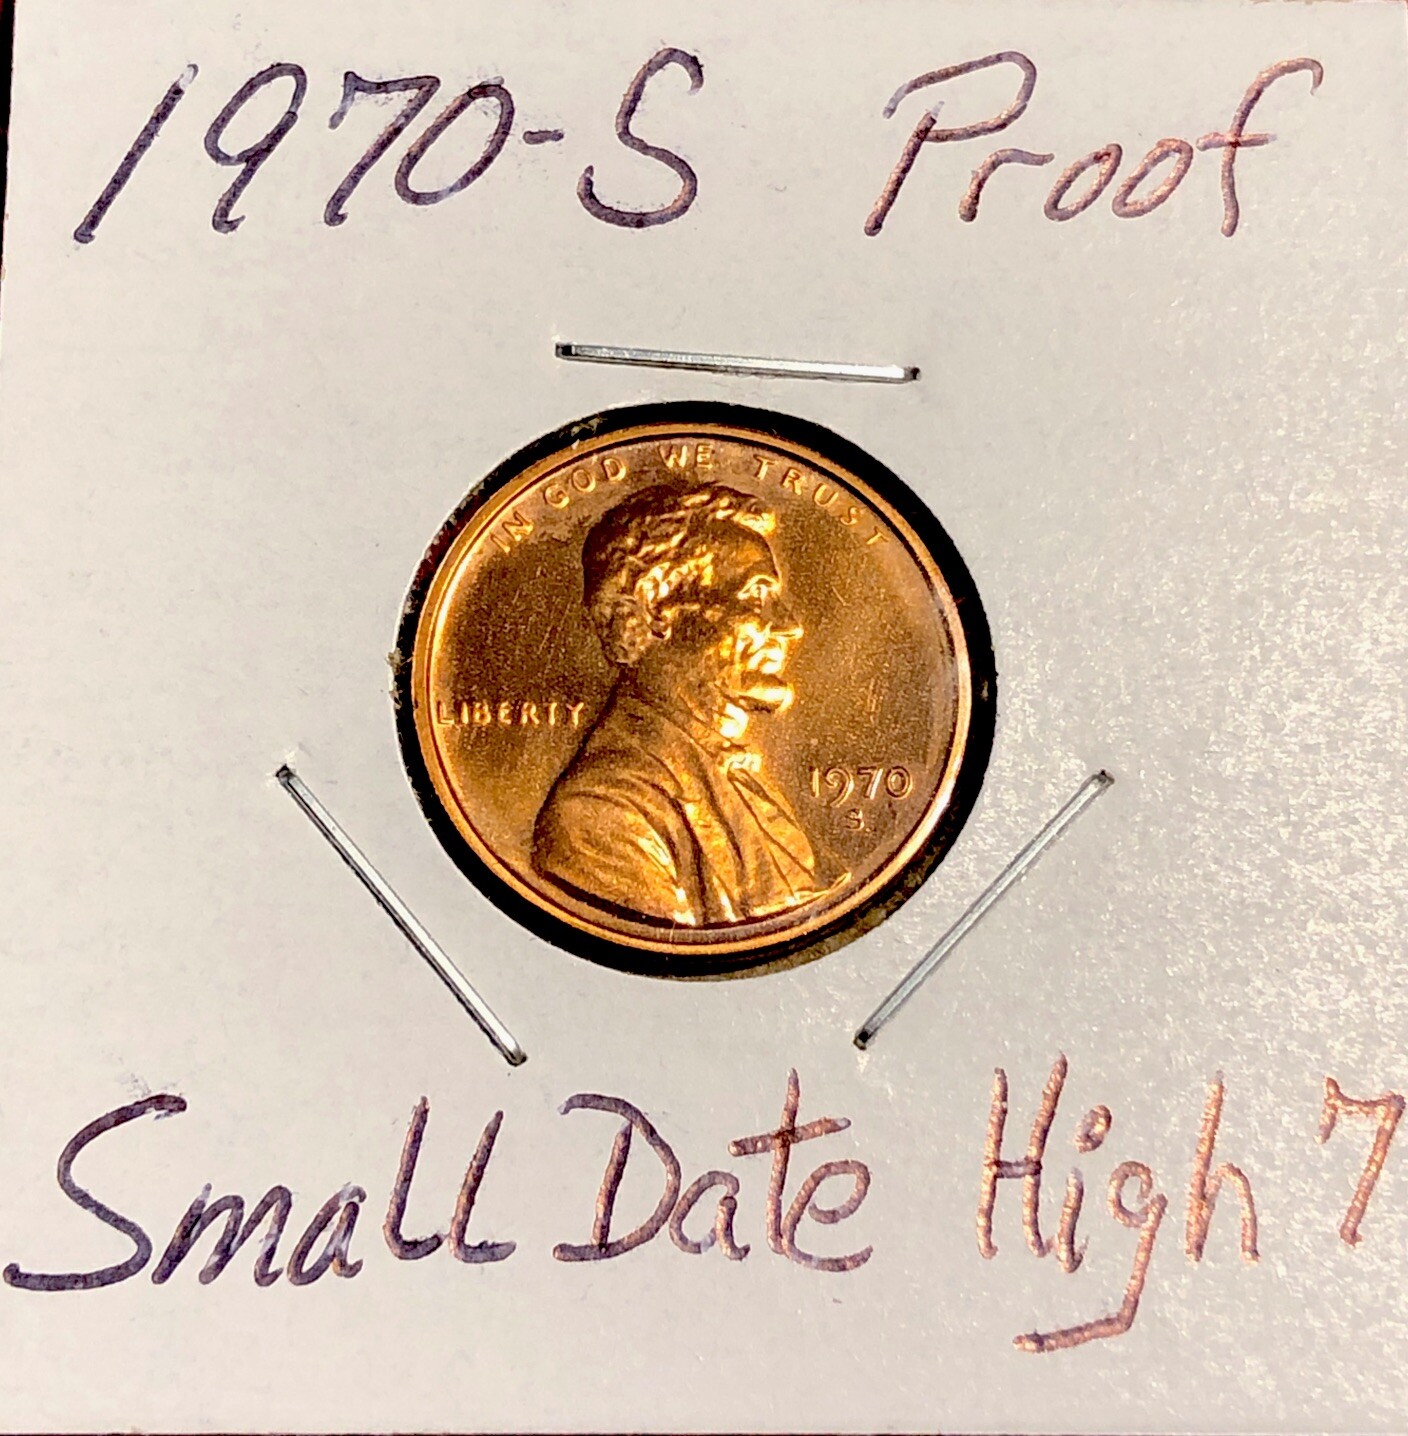 1970-S Proof
IN GOD WE TRUST
LIBERTY
1970
S
Small Date High 7